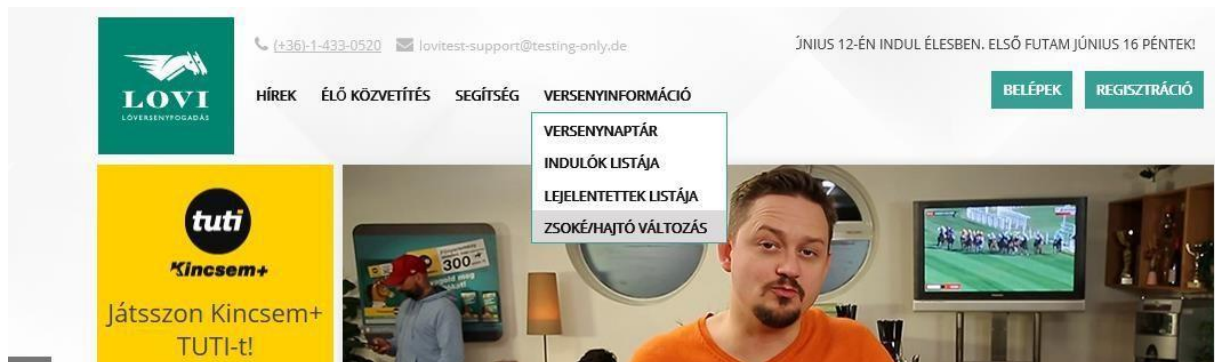 (+36)-1-433-0520 lovitest-support@testing-only.de
ÚNIUS 12-ÉN INDUL ÉLESBEN. ELSŐ FUTAM JÚNIUS 16 PÉNTEK!
LOVI
LÓVERSENYFOGADÁS
HÍREK ÉLŐ KÖZVETÍTÉS SEGÍTSÉG VERSENYINFORMÁCIÓ
BELÉPEK REGISZTRÁCIÓ
VERSENYNAPTÁR
INDULÓK LISTÁJA
LEJELENTETTEK LISTÁJA
ZSOKÉ/HAJTÓ VÁLTOZÁS
tuti
Kincsem+
Játsszon Kincsem+
TUTI-t!
300